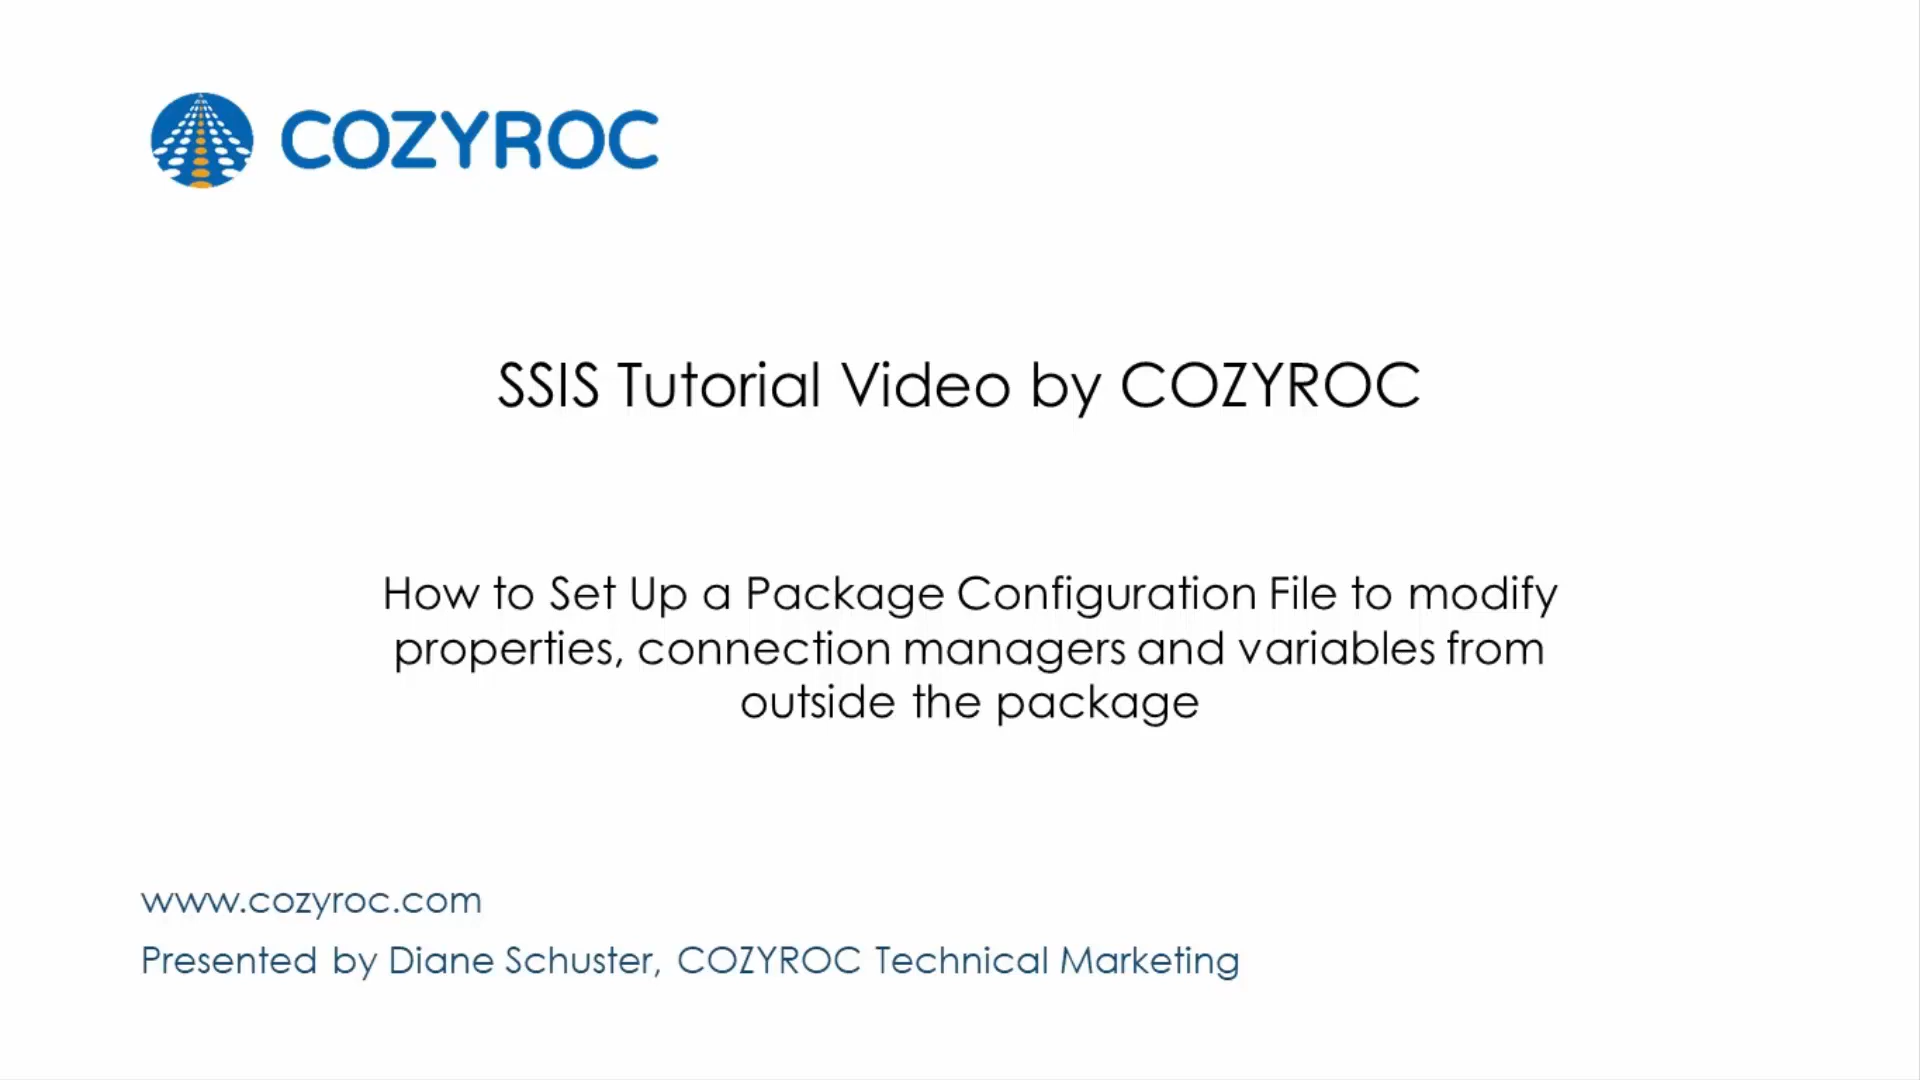 COZYROC
SSIS Tutorial Video by COZYROC
How to Set Up a Package Configuration File to modify
properties, connection managers and variables from
outside the package
www.cozyroc.com
Presented by Diane Schuster, COZYROC Technical Marketing